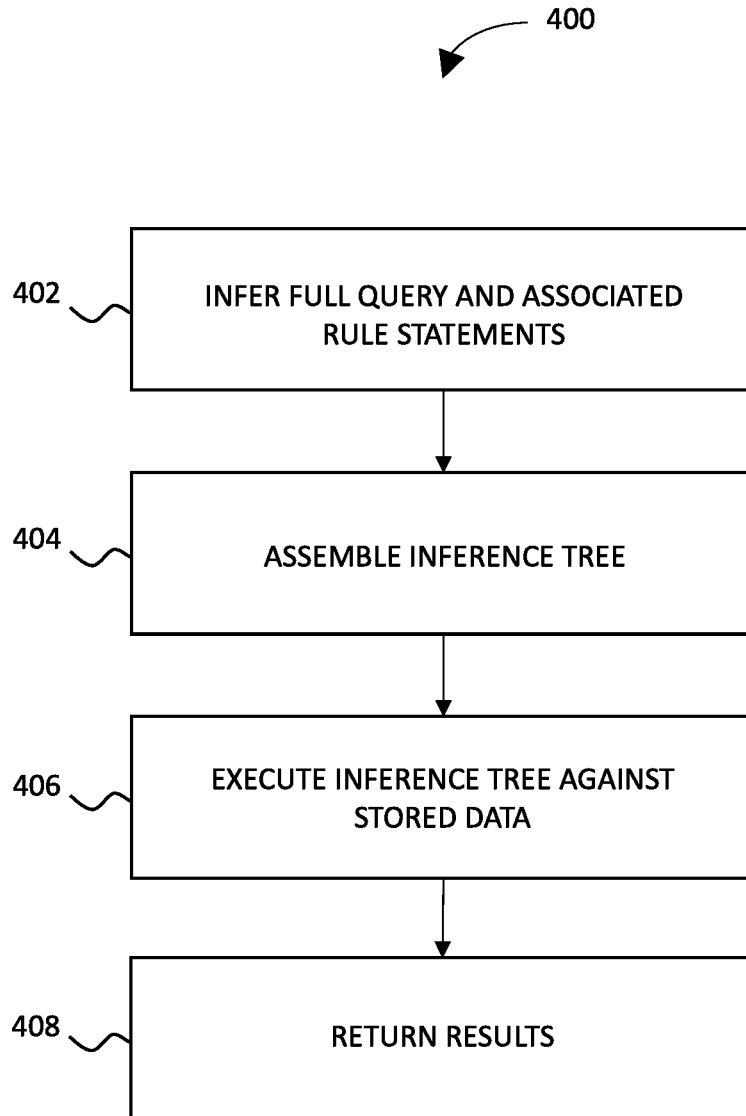 400
402
INFER FULL QUERY AND ASSOCIATED
RULE STATEMENTS
404
ASSEMBLE INFERENCE TREE
406
EXECUTE INFERENCE TREE AGAINST
STORED DATA
408
RETURN RESULTS